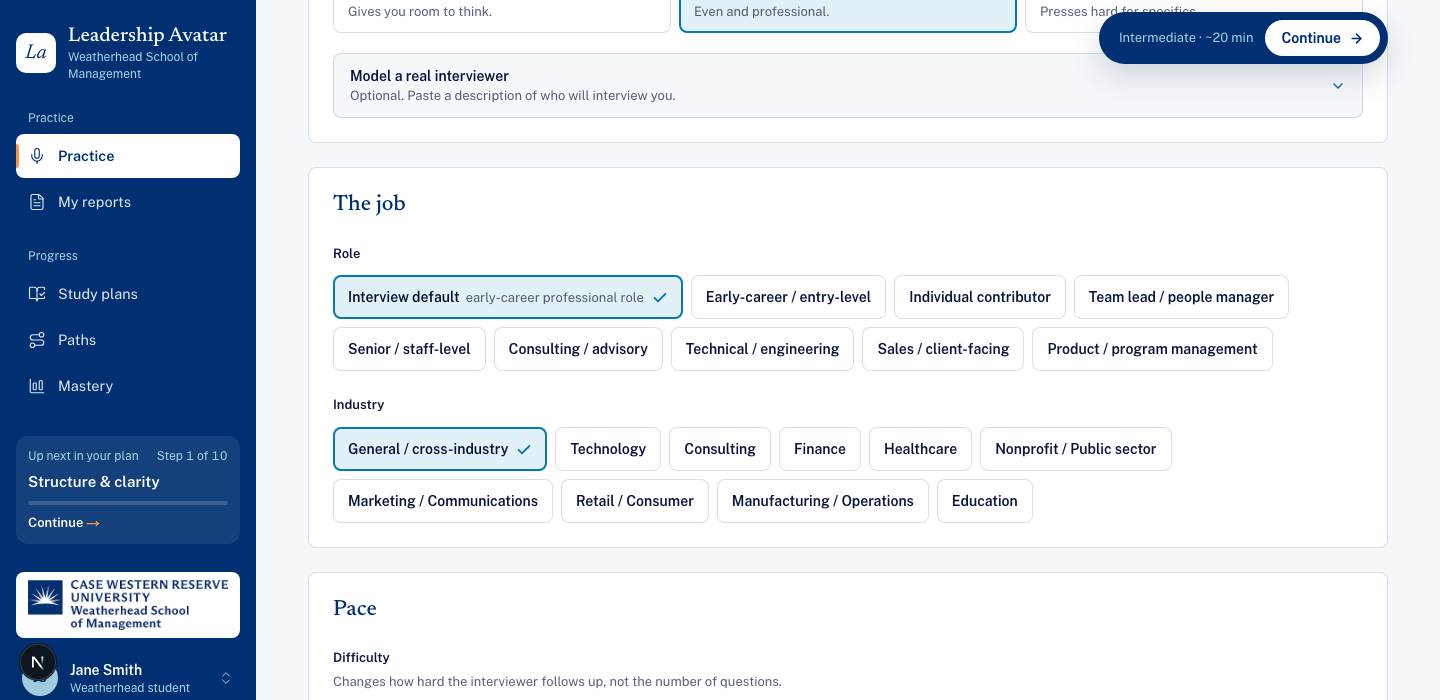 La
Leadership Avatar
Weatherhead School of
Management
Practice
Practice
My reports
Progress
Study plans
Paths
Mastery
Up next in your plan Step 1 of 10
Structure & clarity
Continue →
CASE WESTERN RESERVE
UNIVERSITY
Weatherhead School
of Management
N
Jane Smith
Weatherhead student
Gives you room to think.
Even and professional.
Presses hard for specifics.
Intermediate · ~20 min Continue →
Model a real interviewer
Optional. Paste a description of who will interview you.
The job
Role
Interview default early-career professional role
Early-career / entry-level
Individual contributor
Team lead / people manager
Senior / staff-level
Consulting / advisory
Technical / engineering
Sales / client-facing
Product / program management
Industry
General / cross-industry
Technology
Consulting
Finance
Healthcare
Nonprofit / Public sector
Marketing / Communications
Retail / Consumer
Manufacturing / Operations
Education
Pace
Difficulty
Changes how hard the interviewer follows up, not the number of questions.